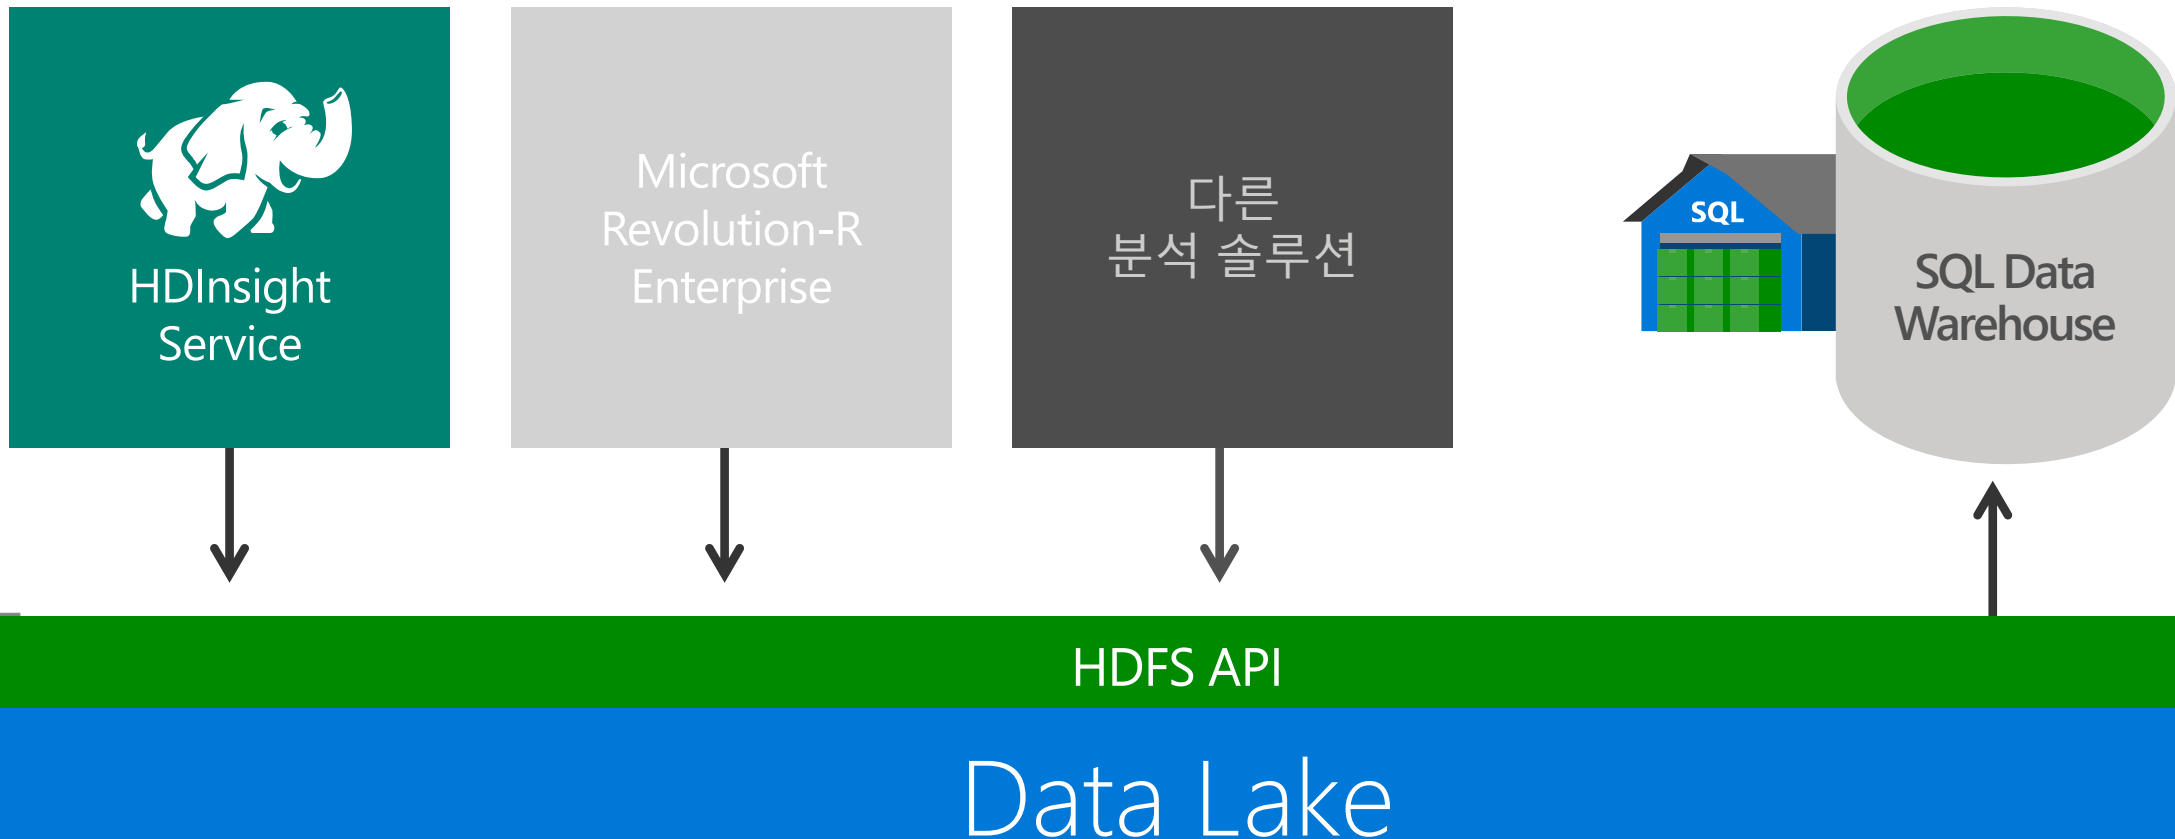 HDInsight
Service
Microsoft
Revolution-R
Enterprise
다른
분석 솔루션
SQL
SQL Data
Warehouse
HDFS API
Data Lake